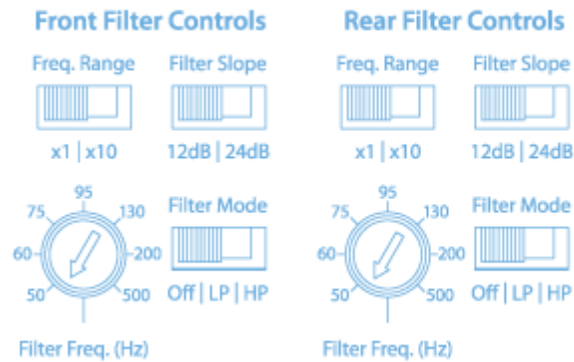 Front Filter Controls
Freq. Range Filter Slope
x1 | x10 12dB | 24dB
95
75 130
Filter Mode
60 200
50 500
Off | LP | HP
Filter Freq. (Hz)
Rear Filter Controls
Freq. Range Filter Slope
x1 | x10 12dB | 24dB
95
75 130
Filter Mode
60 200
50 500
Off | LP | HP
Filter Freq. (Hz)